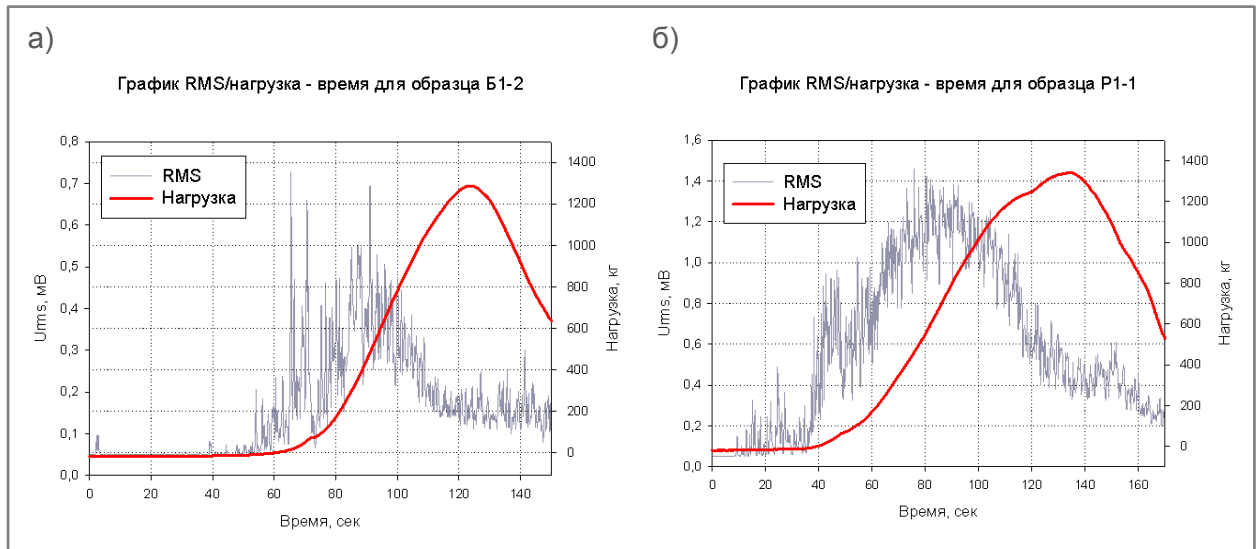 а)
График RMS/нагрузка - время для образца Б1-2
0,8
0,7
0,6
0,5
0,4
0,3
0,2
0,1
0,0
Urms, мВ
RMS
Нагрузка
1400
1200
1000
800
600
400
200
0
Нагрузка, кг
0 20 40 60 80 100 120 140
Время, сек
б)
График RMS/нагрузка - время для образца Р1-1
1,6
1,4
1,2
1,0
0,8
0,6
0,4
0,2
0,0
Urms, мВ
RMS
Нагрузка
1400
1200
1000
800
600
400
200
0
Нагрузка, кг
0 20 40 60 80 100 120 140 160
Время, сек